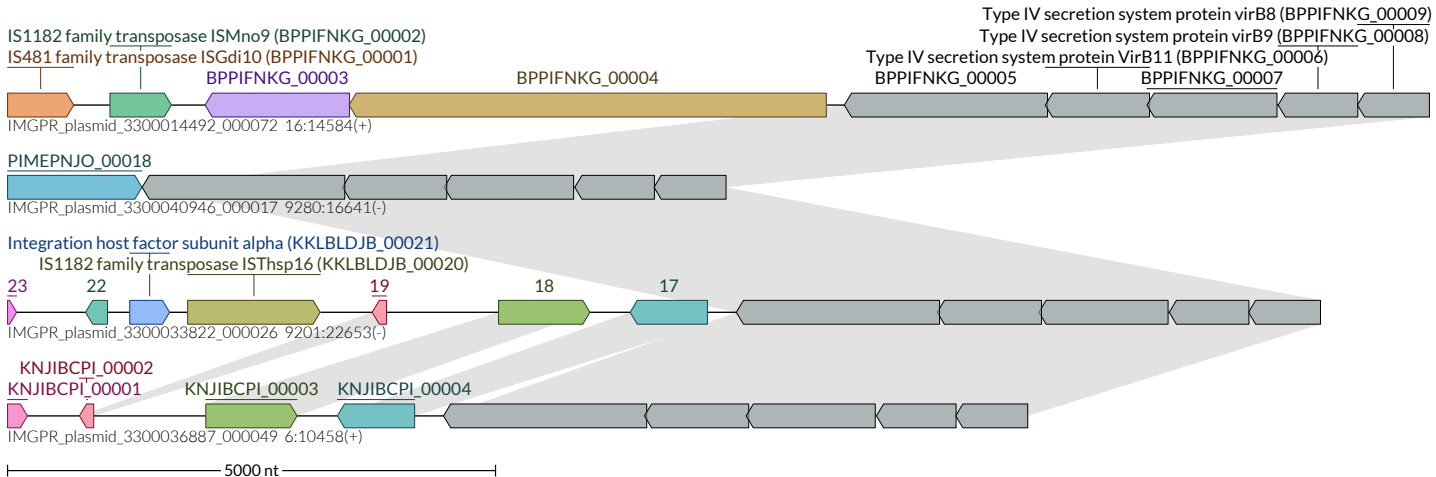 Type IV secretion system protein virB8 (BPPIFNKG_00009)
IS1182 family transposase ISMno9 (BPPIFNKG_00002)
Type IV secretion system protein virB9 (BPPIFNKG_00008)
IS481 family transposase ISGdi10 (BPPIFNKG_00001)
Type IV secretion system protein VirB11 (BPPIFNKG_00006)
BPPIFNKG_00003 BPPIFNKG_00004 BPPIFNKG_00005 BPPIFNKG_00007
IMGPR_plasmid_3300014492_000072 16:14584(+)
PIMEPNJO_00018
IMGPR_plasmid_3300040946_000017 9280:16641(-)
Integration host factor subunit alpha (KKLBLDJB_00021)
IS1182 family transposase ISThsp16 (KKLBLDJB_00020)
23 22 19 18 17
IMGPR_plasmid_3300033822_000026 9201:22653(-)
KNJIBCPI_00002
KNJIBCPI_00001 KNJIBCPI_00003 KNJIBCPI_00004
IMGPR_plasmid_3300036887_000049 6:10458(+)
5000 nt